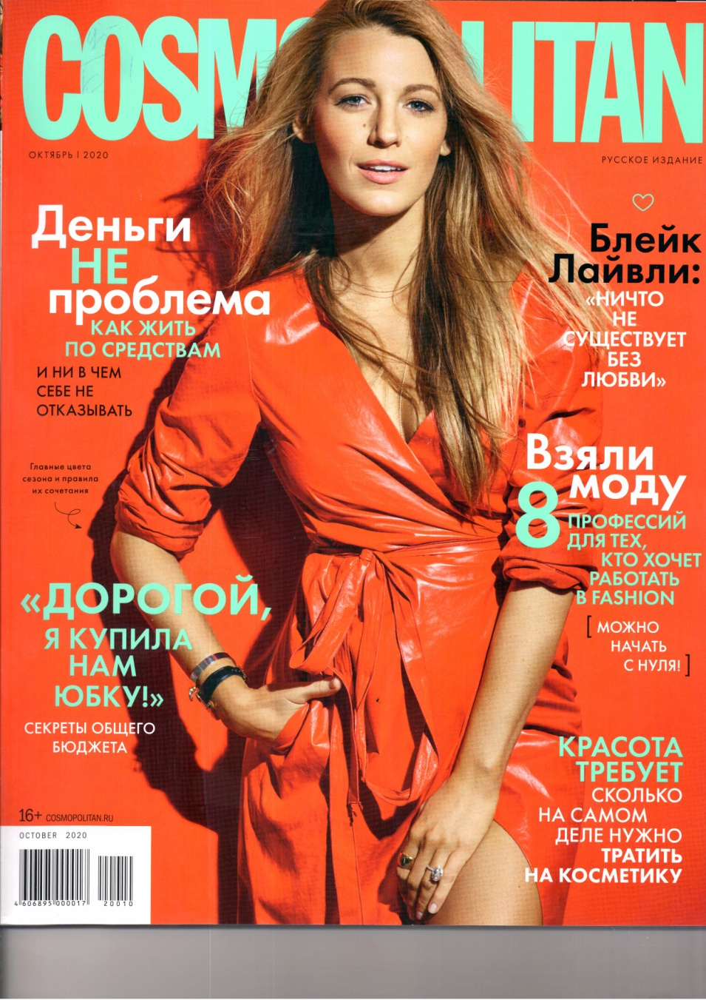 COSMOPOLITAN
ОКТЯБРЬ | 2020
РУССКОЕ ИЗДАНИЕ
Деньги
НЕ
проблема
КАК ЖИТЬ
ПО СРЕДСТВАМ
И НИ В ЧЕМ
СЕБЕ НЕ
ОТКАЗЫВАТЬ
Главные цвета
сезона и правила
их сочетания
«ДОРОГОЙ,
Я КУПИЛА
НАМ
ЮБКУ!»
СЕКРЕТЫ ОБЩЕГО
БЮДЖЕТА
Блейк
Лайвли:
«НИЧТО
НЕ
СУЩЕСТВУЕТ
БЕЗ
ЛЮБВИ»
Взяли
моду
8
ПРОФЕССИЙ
ДЛЯ ТЕХ,
КТО ХОЧЕТ
РАБОТАТЬ
В FASHION
[ МОЖНО
НАЧАТЬ
С НУЛЯ! ]
КРАСОТА
ТРЕБУЕТ
СКОЛЬКО
НА САМОМ
ДЕЛЕ НУЖНО
ТРАТИТЬ
НА КОСМЕТИКУ
16+ COSMOPOLITAN.RU
OCTOBER 2020
4 606895 000017 20010